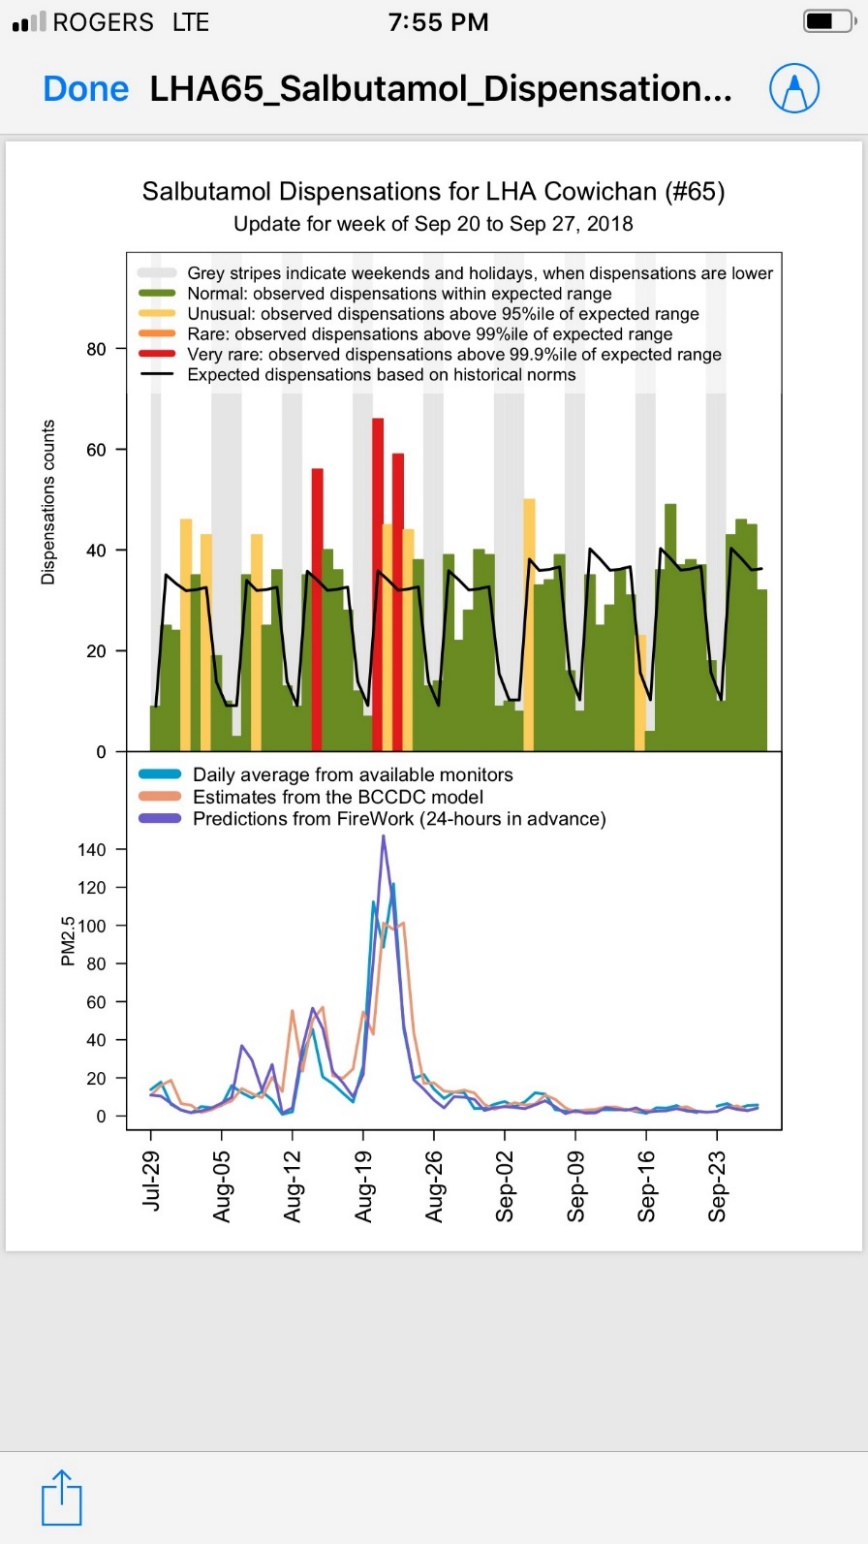 ROGERS LTE 7:55 PM
Done LHA65_Salbutamol_Dispensation...
Salbutamol Dispensations for LHA Cowichan (#65)
Update for week of Sep 20 to Sep 27, 2018
Grey stripes indicate weekends and holidays, when dispensations are lower
Normal: observed dispensations within expected range
Unusual: observed dispensations above 95%ile of expected range
Rare: observed dispensations above 99%ile of expected range
Very rare: observed dispensations above 99.9%ile of expected range
Expected dispensations based on historical norms
Dispensations counts
80
60
40
20
0
Daily average from available monitors
Estimates from the BCCDC model
Predictions from FireWork (24-hours in advance)
PM2.5
140
120
100
80
60
40
20
0
Jul-29
Aug-05
Aug-12
Aug-19
Aug-26
Sep-02
Sep-09
Sep-16
Sep-23